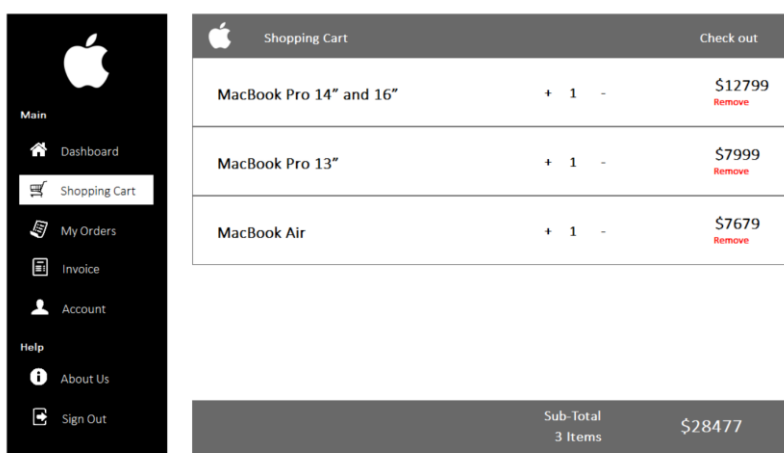 Main
Dashboard
Shopping Cart
My Orders
Invoice
Account
Help
About Us
Sign Out
Shopping Cart Check out
MacBook Pro 14” and 16” + 1 - $12799
Remove
MacBook Pro 13” + 1 - $7999
Remove
MacBook Air + 1 - $7679
Remove
Sub-Total
3 Items
$28477